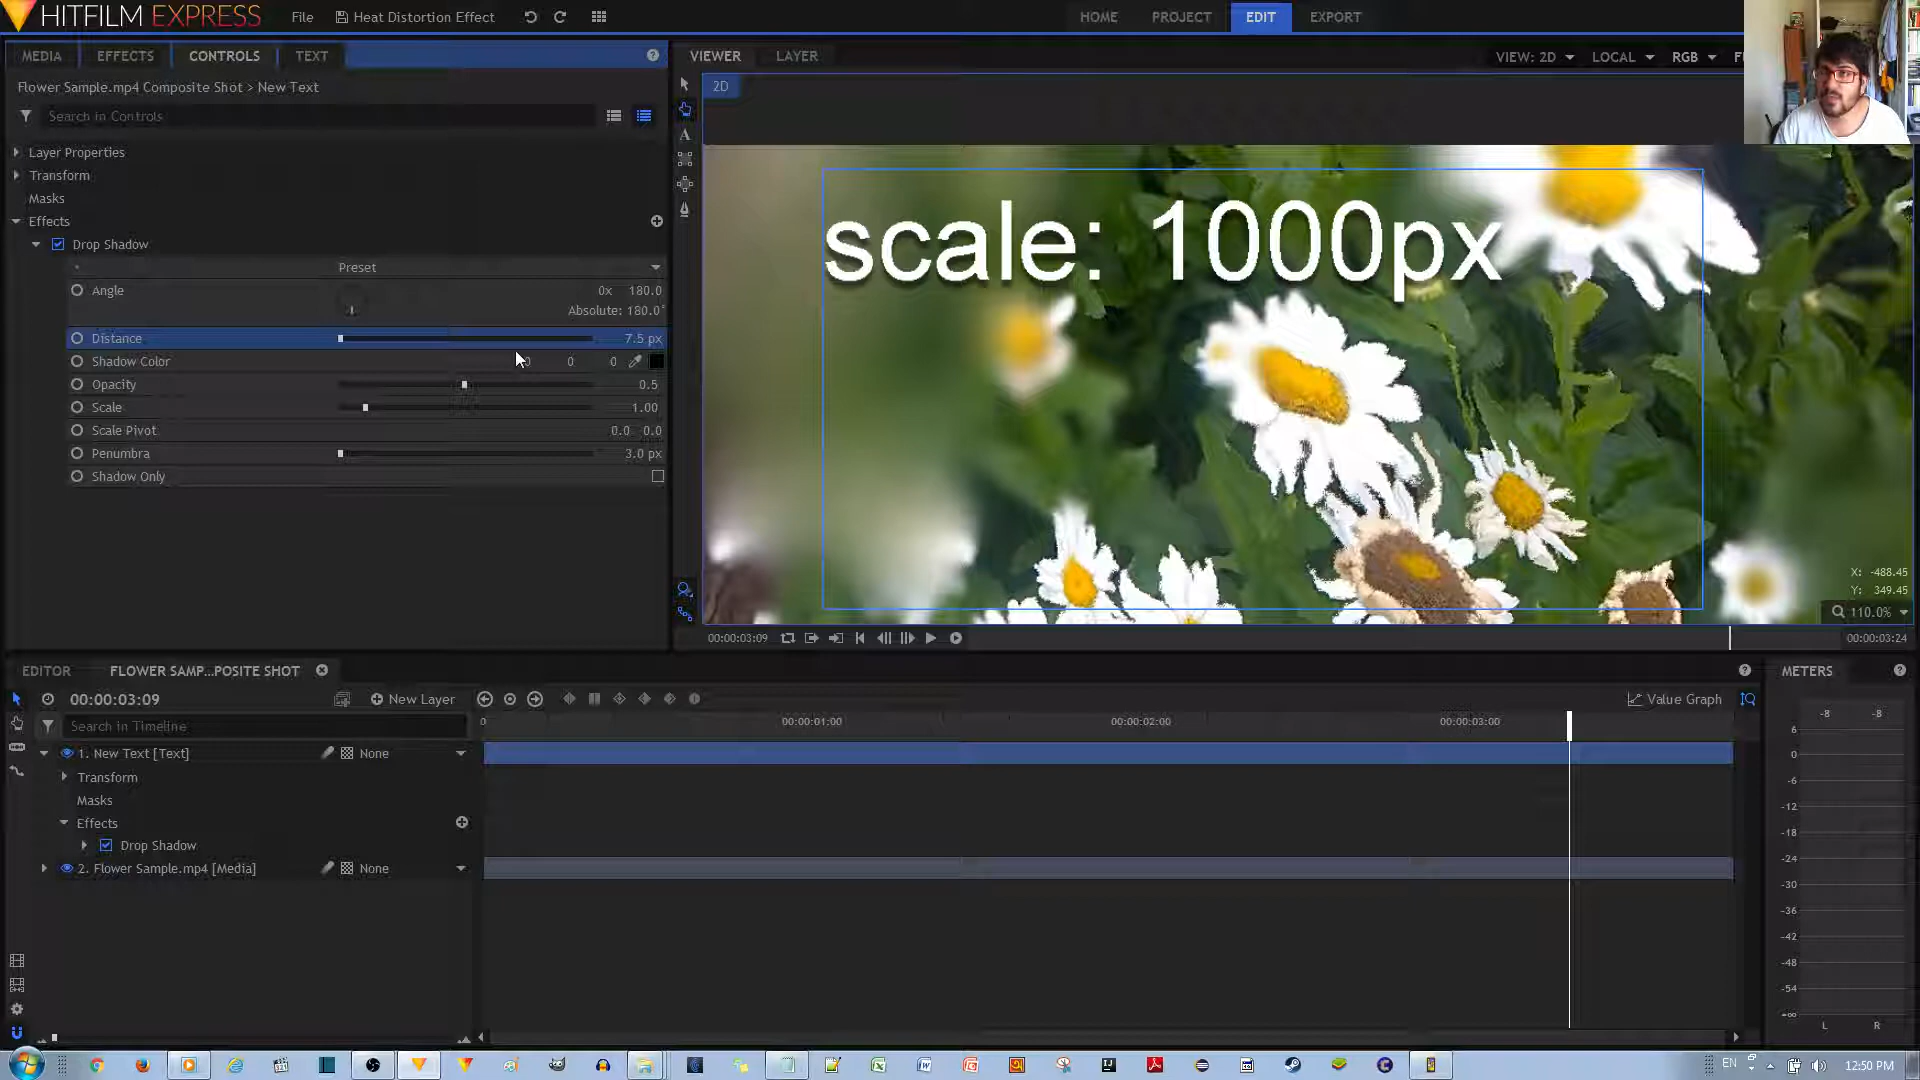 HITFILM EXPRESS
File
Heat Distortion Effect
HOME
PROJECT
EDIT
EXPORT
MEDIA
EFFECTS
CONTROLS
TEXT
?
VIEWER
LAYER
VIEW: 2D
LOCAL
RGB
Flower Sample.mp4 Composite Shot > New Text
2D
Search in Controls
Layer Properties
Transform
Masks
Effects
Drop Shadow
Preset
Angle
0x 180.0
Absolute: 180.0°
Distance
7.5 px
Shadow Color
0 0
Opacity
0.5
Scale
1.00
Scale Pivot
0.0 0.0
Penumbra
3.0 px
Shadow Only
A
scale: 1000px
X: -488.45
Y: 349.45
110.0%
00:00:03:09
00:00:03:24
EDITOR
FLOWER SAMP...POSITE SHOT
?
METERS
?
00:00:03:09
New Layer
Value Graph
Search in Timeline
0
00:00:01:00
00:00:02:00
00:00:03:00
-8 -8
1. New Text [Text]
None
Transform
Masks
Effects
Drop Shadow
2. Flower Sample.mp4 [Media]
None
6
0
-6
-12
-18
-24
-30
-36
-42
-48
-54
-∞
L R
EN
12:50 PM